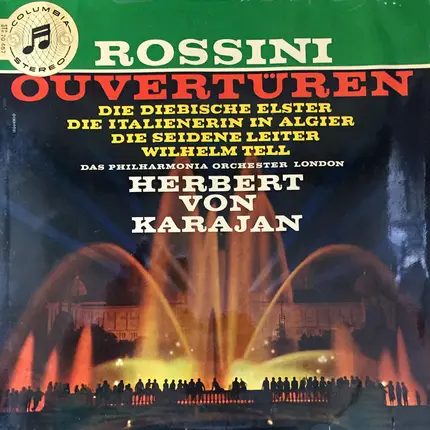 COLUMBIA
STEREO
ROSSINI
OUVERTÜREN
DIE DIEBISCHE ELSTER
DIE ITALIENERIN IN ALGIER
DIE SEIDENE LEITER
WILHELM TELL
DAS PHILHARMONIA ORCHESTER LONDON
HERBERT
VON
KARAJAN